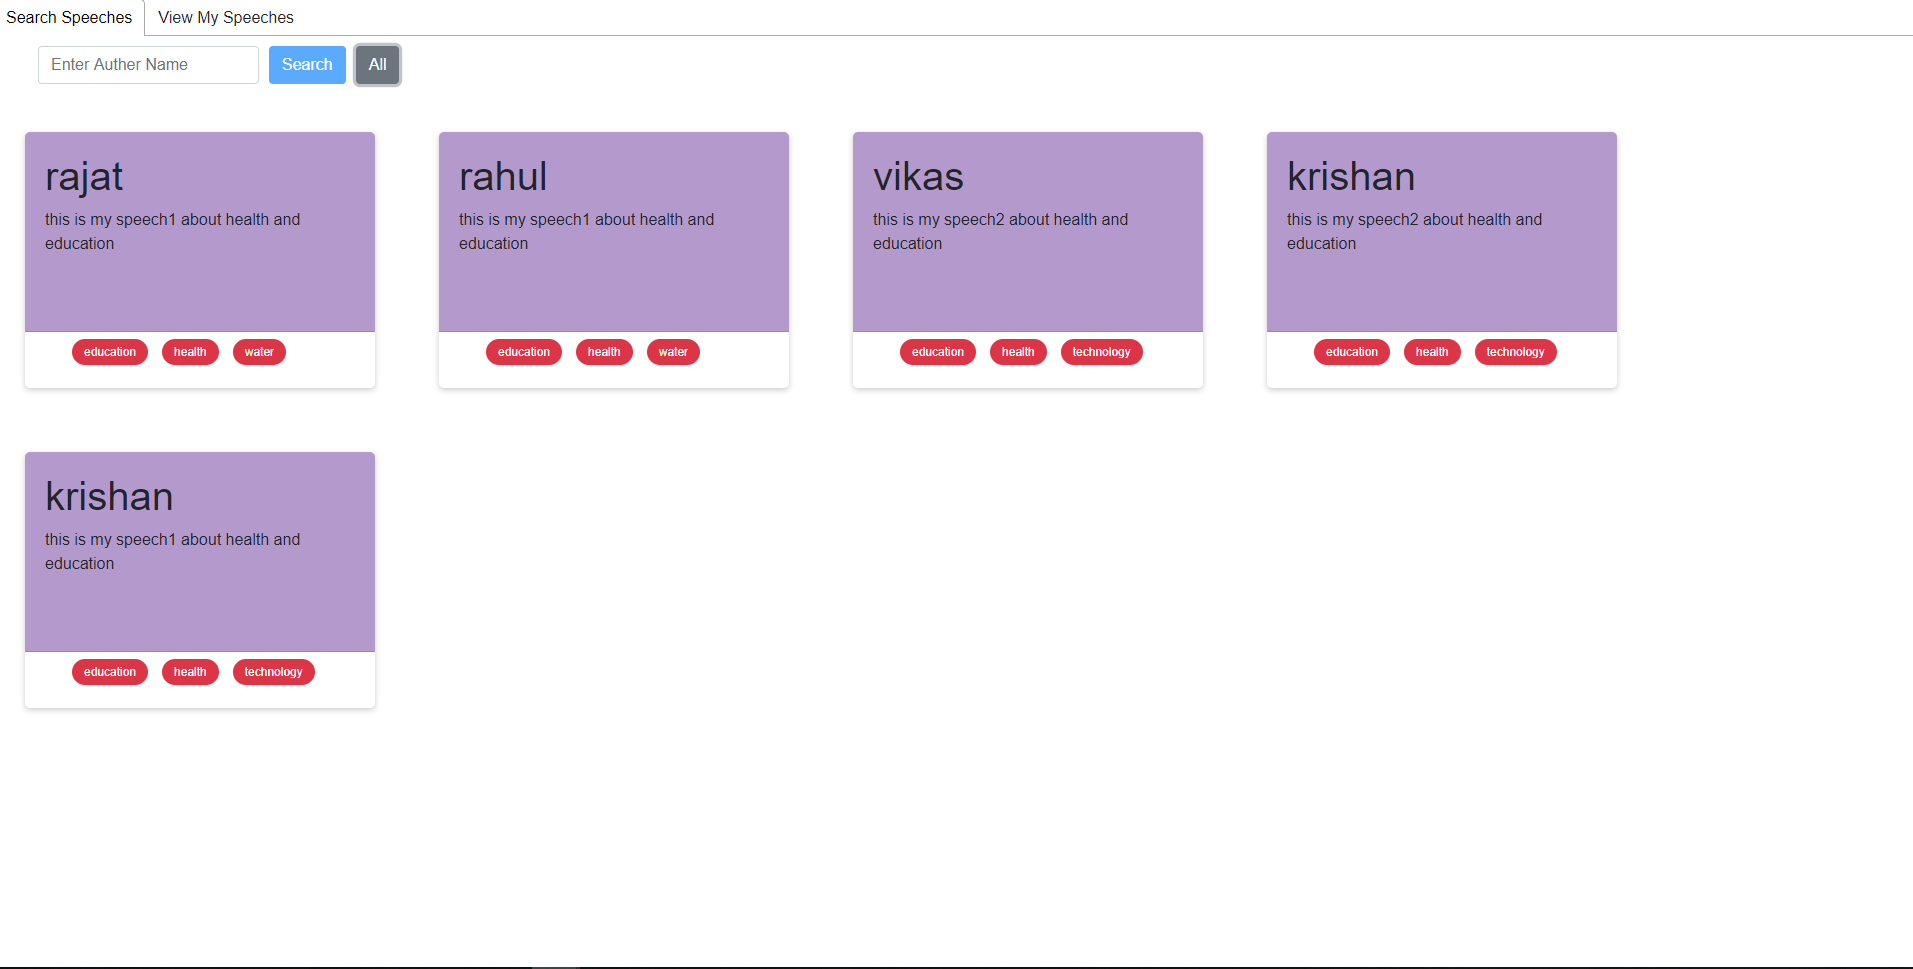 Search Speeches
View My Speeches
Enter Auther Name
Search
All
rajat
this is my speech1 about health and
education
education health water
rahul
this is my speech1 about health and
education
education health water
vikas
this is my speech2 about health and
education
education health technology
krishan
this is my speech2 about health and
education
education health technology
krishan
this is my speech1 about health and
education
education health technology